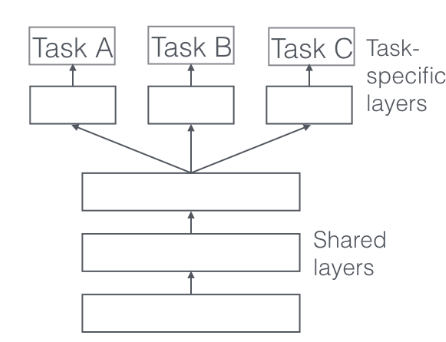 Task A
Task B
Task C
Task-
specific
layers
Shared
layers